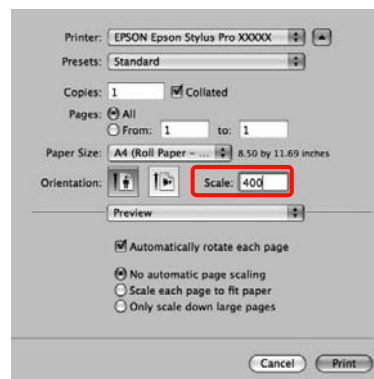 Printer: EPSON Epson Stylus Pro XXXXX
Presets: Standard
Copies: 1 Collated
Pages: All
From: 1 to: 1
Paper Size: A4 (Roll Paper – ... 8.50 by 11.69 inches
Orientation: Scale: 400
Preview
Automatically rotate each page
No automatic page scaling
Scale each page to fit paper
Only scale down large pages
Cancel Print